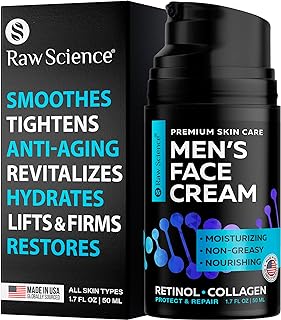 Raw Science®
SMOOTHES
TIGHTENS
ANTI-AGING
REVITALIZES
HYDRATES
LIFTS & FIRMS
RESTORES
MADE IN USA
GLOBALLY SOURCED
ALL SKIN TYPES
1.7 FL OZ | 50 ML
Raw Science®
PREMIUM SKIN CARE
MEN'S
FACE
CREAM
• MOISTURIZING
• NON-GREASY
• NOURISHING
RETINOL • COLLAGEN
PROTECT & REPAIR 1.7 FL OZ | 50 ML